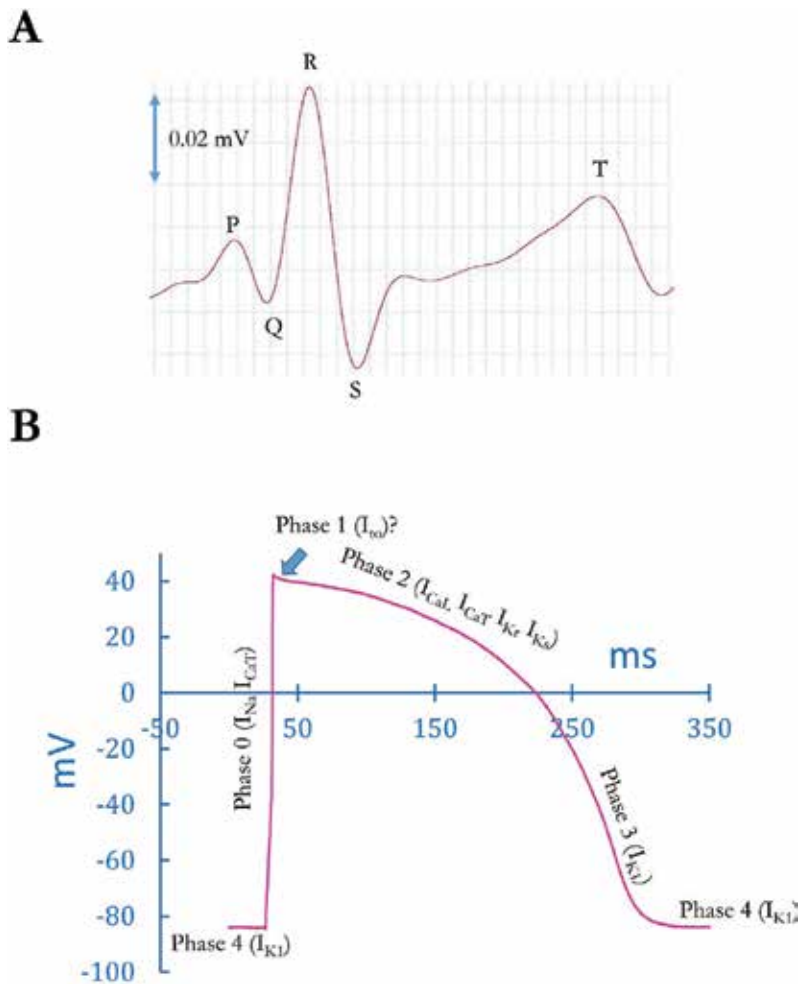 A
R
0.02 mV
T
P
Q
S
B
Phase 1 (Ito)?
Phase 2 (ICaL ICaT IKr IKs)
40
20
ms
0
-50
50
150
250
350
Phase 0 (INa ICaT)
mV
-20
-40
Phase 3 (IK1)
-60
-80
Phase 4 (IK1)
Phase 4 (IK1)
-100